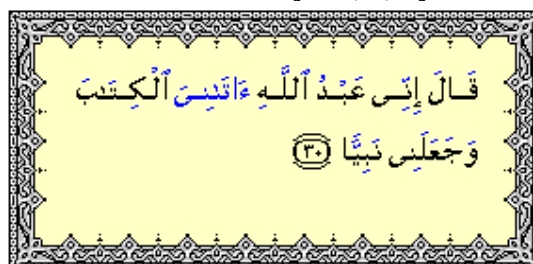 قَالَ إِنِّى عَبْدُ ٱللَّهِ ءَاتَىٰنِىَ ٱلْكِتَـٰبَ
وَجَعَلَنِى نَبِيًّا ٣٠